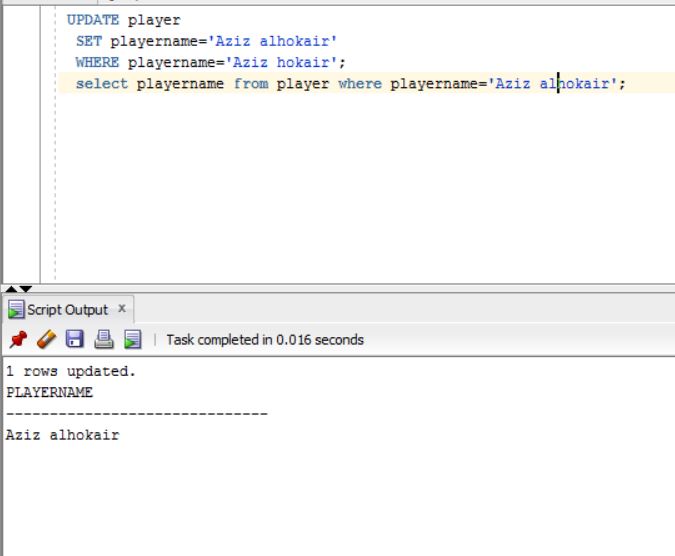 UPDATE player
SET playername='Aziz alhokair'
WHERE playername='Aziz hokair';
select playername from player where playername='Aziz alhokair';
Script Output x
Task completed in 0.016 seconds
1 rows updated.
PLAYERNAME
------------------------------
Aziz alhokair